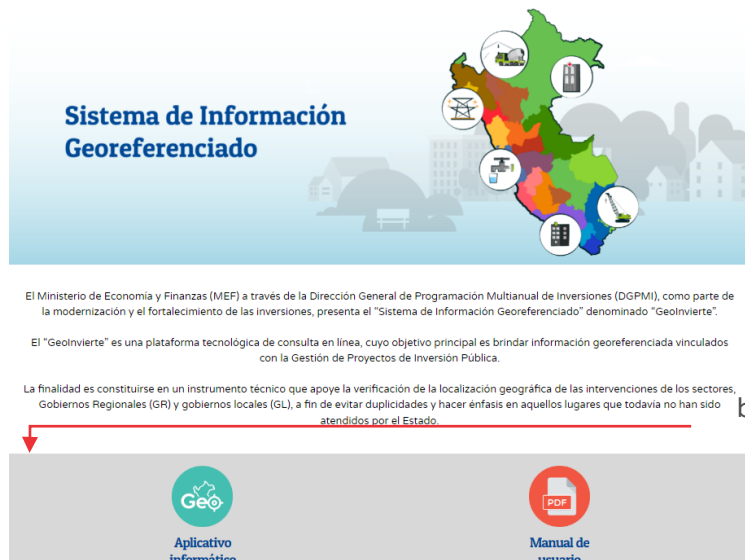 Sistema de Información
Georeferenciado
El Ministerio de Economía y Finanzas (MEF) a través de la Dirección General de Programación Multianual de Inversiones (DGPMI), como parte de
la modernización y el fortalecimiento de las inversiones, presenta el "Sistema de Información Georeferenciado" denominado "GeoInvierte".
El "GeoInvierte" es una plataforma tecnológica de consulta en línea, cuyo objetivo principal es brindar información georeferenciada vinculados
con la Gestión de Proyectos de Inversión Pública.
La finalidad es constituirse en un instrumento técnico que apoye la verificación de la localización geográfica de las intervenciones de los sectores,
Gobiernos Regionales (GR) y gobiernos locales (GL), a fin de evitar duplicidades y hacer énfasis en aquellos lugares que todavía no han sido
atendidos por el Estado.
Geo
PDF
Aplicativo
informático
Manual de
usuario